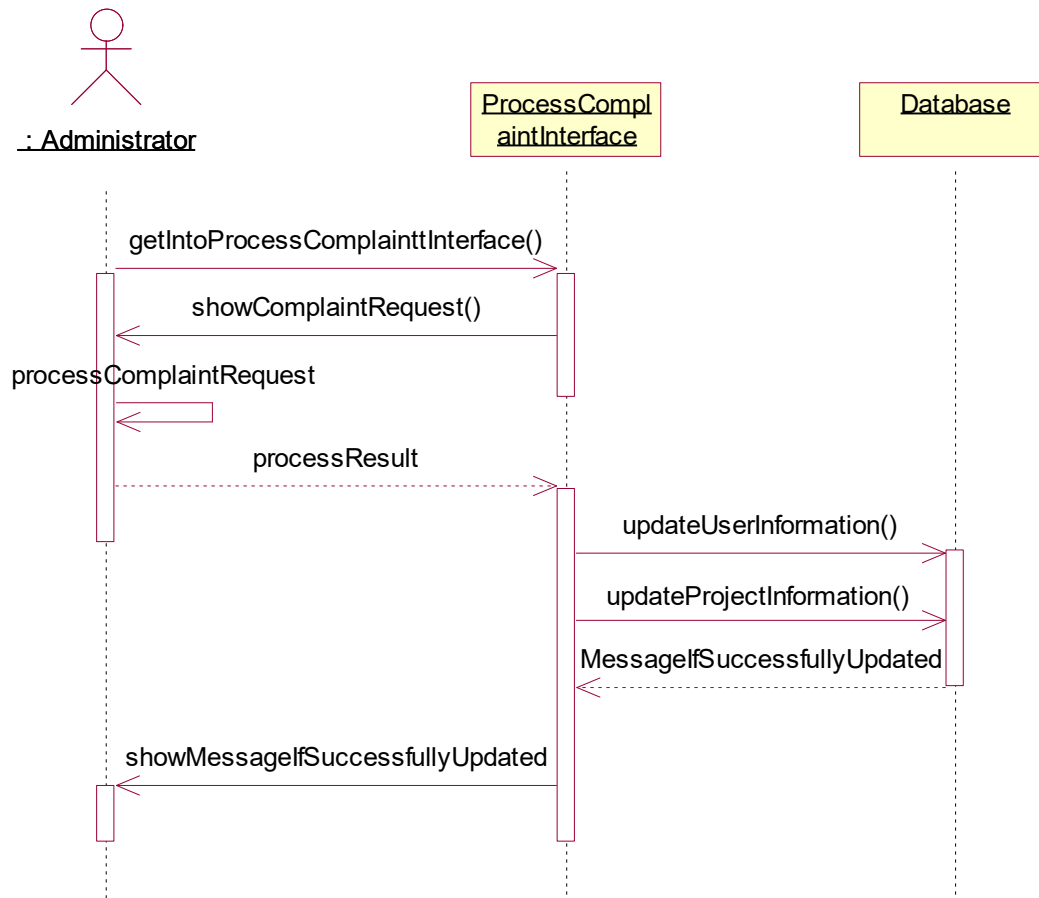 : Administrator
ProcessCompl
aintInterface
Database
getIntoProcessComplainttInterface()
showComplaintRequest()
processComplaintRequest
processResult
updateUserInformation()
updateProjectInformation()
MessageIfSuccessfullyUpdated
showMessageIfSuccessfullyUpdated